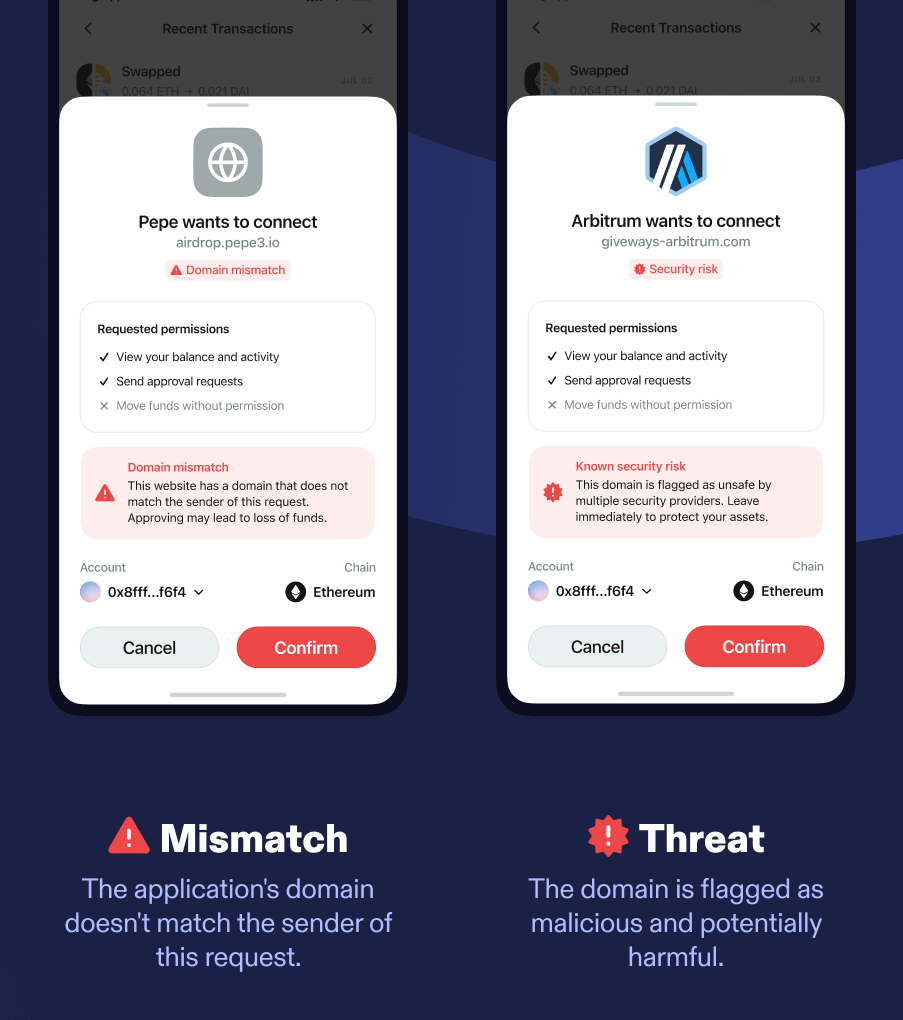 Recent Transactions
Swapped
JUL 02
0.064 ETH → 0.021 DAI
Pepe wants to connect
airdrop.pepe3.io
Domain mismatch
Requested permissions
View your balance and activity
Send approval requests
Move funds without permission
Domain mismatch
This website has a domain that does not
match the sender of this request.
Approving may lead to loss of funds.
Account
Chain
0x8fff...f6f4
Ethereum
Cancel
Confirm
Mismatch
The application's domain
doesn't match the sender of
this request.
Recent Transactions
Swapped
JUL 02
0.064 ETH → 0.021 DAI
Arbitrum wants to connect
giveways-arbitrum.com
Security risk
Requested permissions
View your balance and activity
Send approval requests
Move funds without permission
Known security risk
This domain is flagged as unsafe by
multiple security providers. Leave
immediately to protect your assets.
Account
Chain
0x8fff...f6f4
Ethereum
Cancel
Confirm
Threat
The domain is flagged as
malicious and potentially
harmful.